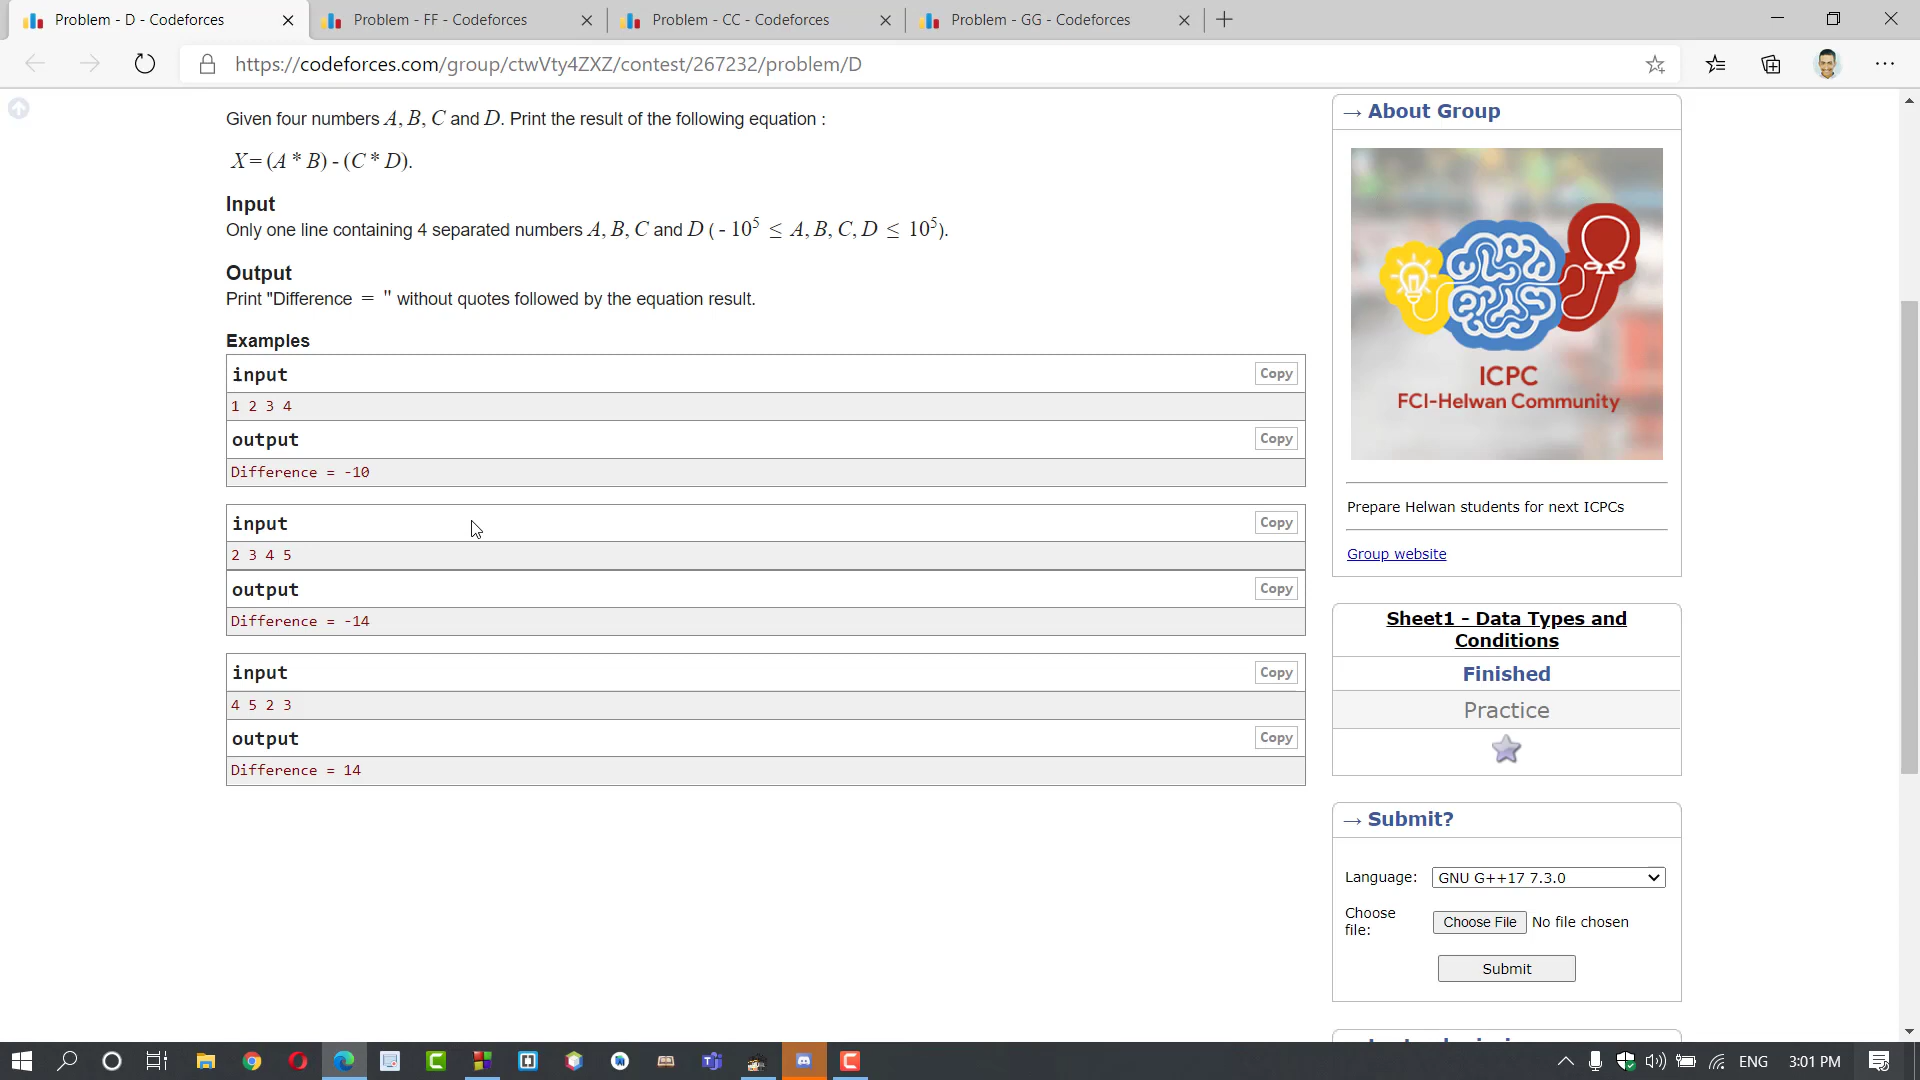 Problem - D - Codeforces
Problem - FF - Codeforces
Problem - CC - Codeforces
Problem - GG - Codeforces
https://codeforces.com/group/ctwVty4ZXZ/contest/267232/problem/D
Given four numbers A, B, C and D. Print the result of the following equation :
X = (A * B) - (C * D).
Input
Only one line containing 4 separated numbers A, B, C and D ( - 10^5 ≤ A, B, C, D ≤ 10^5).
Output
Print "Difference = " without quotes followed by the equation result.
Examples
input
Copy
1 2 3 4
output
Copy
Difference = -10
input
Copy
2 3 4 5
output
Copy
Difference = -14
input
Copy
4 5 2 3
output
Copy
Difference = 14
→ About Group
ICPC
FCI-Helwan Community
Prepare Helwan students for next ICPCs
Group website
Sheet1 - Data Types and
Conditions
Finished
Practice
→ Submit?
Language:
GNU G++17 7.3.0
Choose
file:
Choose File
No file chosen
Submit
ENG
3:01 PM